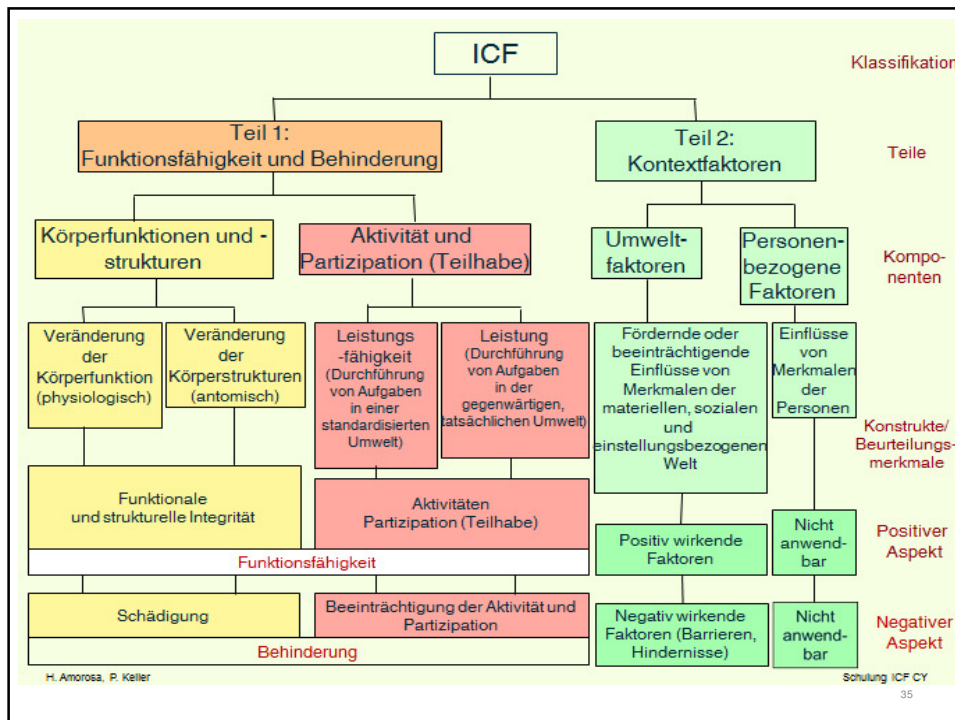 ICF
Klassifikation
Teil 1:
Funktionsfähigkeit und Behinderung
Teil 2:
Kontextfaktoren
Teile
Körperfunktionen und -
strukturen
Aktivität und
Partizipation (Teilhabe)
Umwelt-
faktoren
Personen-
bezogene
Faktoren
Kompo-
nenten
Veränderung
der
Körperfunktion
(physiologisch)
Veränderung
der
Körperstrukturen
(antomisch)
Leistungs
-fähigkeit
(Durchführung
von Aufgaben
in einer
standardisierten
Umwelt)
Leistung
(Durchführung
von Aufgaben
in der
gegenwärtigen,
tatsächlichen Umwelt)
Fördernde oder
beeinträchtigende
Einflüsse von
Merkmalen der
materiellen, sozialen
und
einstellungsbezogenen
Welt
Einflüsse
von
Merkmalen
der
Personen
Konstrukte/
Beurteilungs-
merkmale
Funktionale
und strukturelle Integrität
Aktivitäten
Partizipation (Teilhabe)
Funktionsfähigkeit
Positiv wirkende
Faktoren
Nicht
anwend-
bar
Positiver
Aspekt
Schädigung
Beeinträchtigung der Aktivität und
Partizipation
Behinderung
Negativ wirkende
Faktoren (Barrieren,
Hindernisse)
Nicht
anwend-
bar
Negativer
Aspekt
H. Amorosa, P. Keller
Schulung ICF CY
35